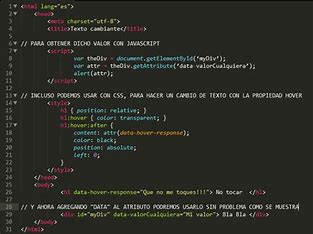 <html lang="es">
<head>
<meta charset="utf-8">
<title>Texto cambiante</title>
// PARA OBTENER DICHO VALOR CON JAVASCRIPT
<script>
var theDiv = document.getElementById('myDiv');
var attr = theDiv.getAttribute('data-valorCualquiera');
alert(attr);
</script>
// INCLUSO PODEMOS USAR CON CSS, PARA HACER UN CAMBIO DE TEXTO CON LA PROPIEDAD HOVER
<style>
h1 { position: relative; }
h1:hover { color: transparent; }
h1:hover:after {
content: attr(data-hover-response);
color: black;
position: absolute;
left: 0;
}
</style>
</head>
<body>
<h1 data-hover-response="Que no me toques!!!"> No tocar  </h1>
// Y AHORA AGREGANDO "DATA" AL ATRIBUTO PODREMOS USARLO SIN PROBLEMA COMO SE MUESTRA
<div id="myDiv" data-valorCualquiera="Mi valor"> Bla Bla </div>
</body>
</html>